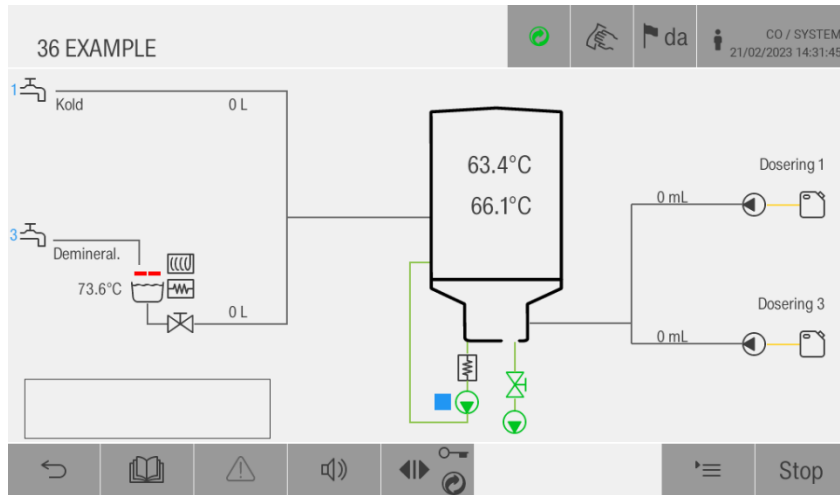 36 EXAMPLE
da
CO / SYSTEM
21/02/2023 14:31:45
1
Kold
0 L
63.4°C
66.1°C
Dosering 1
0 mL
3
Demineral.
73.6°C
0 L
Dosering 3
0 mL
Stop